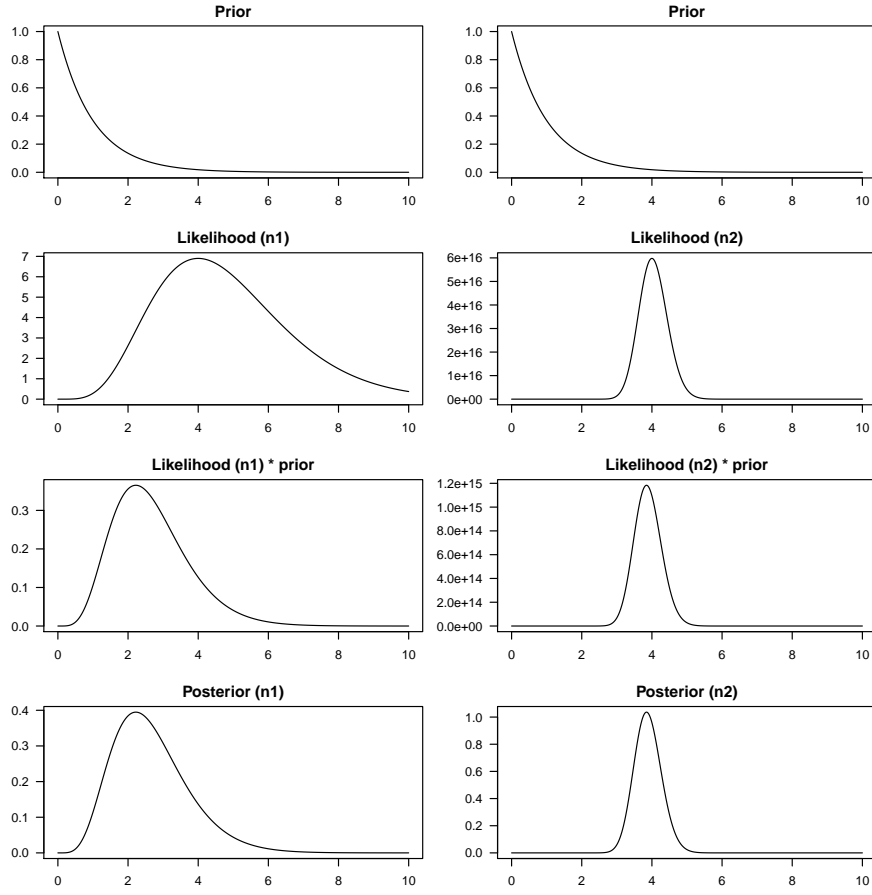 Prior
1.0
0.8
0.6
0.4
0.2
0.0
0 2 4 6 8 10
Prior
1.0
0.8
0.6
0.4
0.2
0.0
0 2 4 6 8 10
Likelihood (n1)
7
6
5
4
3
2
1
0
0 2 4 6 8 10
Likelihood (n2)
6e+16
5e+16
4e+16
3e+16
2e+16
1e+16
0e+00
0 2 4 6 8 10
Likelihood (n1) * prior
0.3
0.2
0.1
0.0
0 2 4 6 8 10
Likelihood (n2) * prior
1.2e+15
1.0e+15
8.0e+14
6.0e+14
4.0e+14
2.0e+14
0.0e+00
0 2 4 6 8 10
Posterior (n1)
0.4
0.3
0.2
0.1
0.0
0 2 4 6 8 10
Posterior (n2)
1.0
0.8
0.6
0.4
0.2
0.0
0 2 4 6 8 10